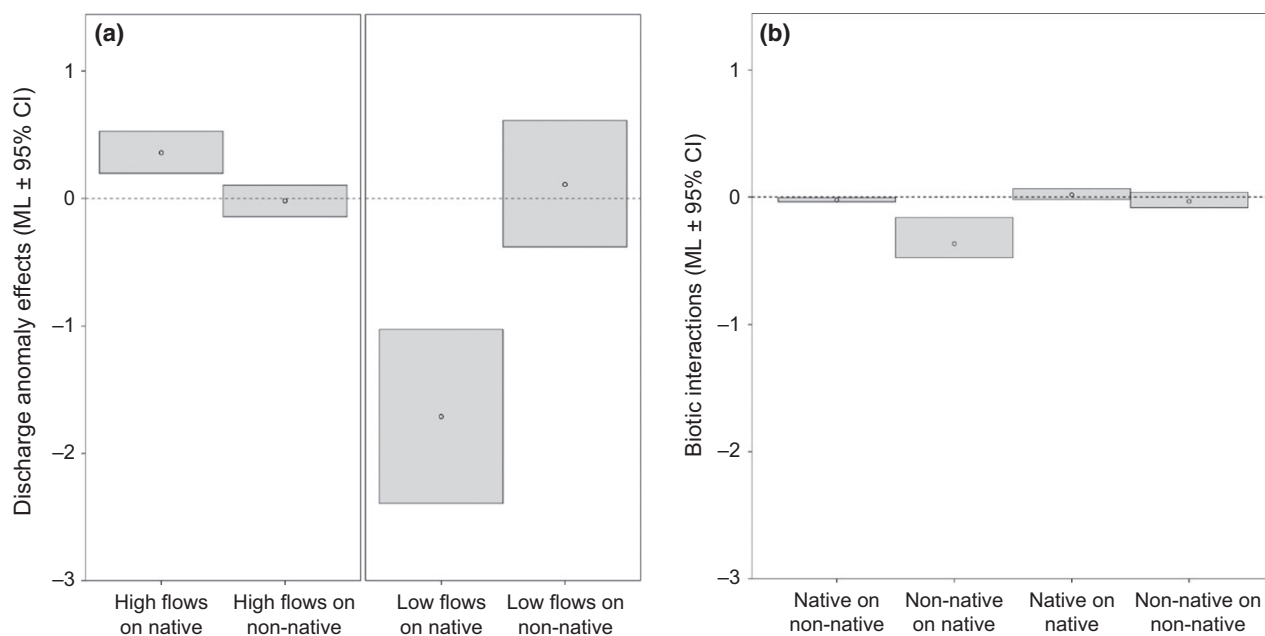 (a)
Discharge anomaly effects (ML ± 95% CI)
1
0
–1
–2
–3
High flows
on native
High flows on
non-native
Low flows
on native
Low flows on
non-native
(b)
Biotic interactions (ML ± 95% CI)
1
0
–1
–2
–3
Native on
non-native
Non-native
on native
Native on
native
Non-native on
non-native